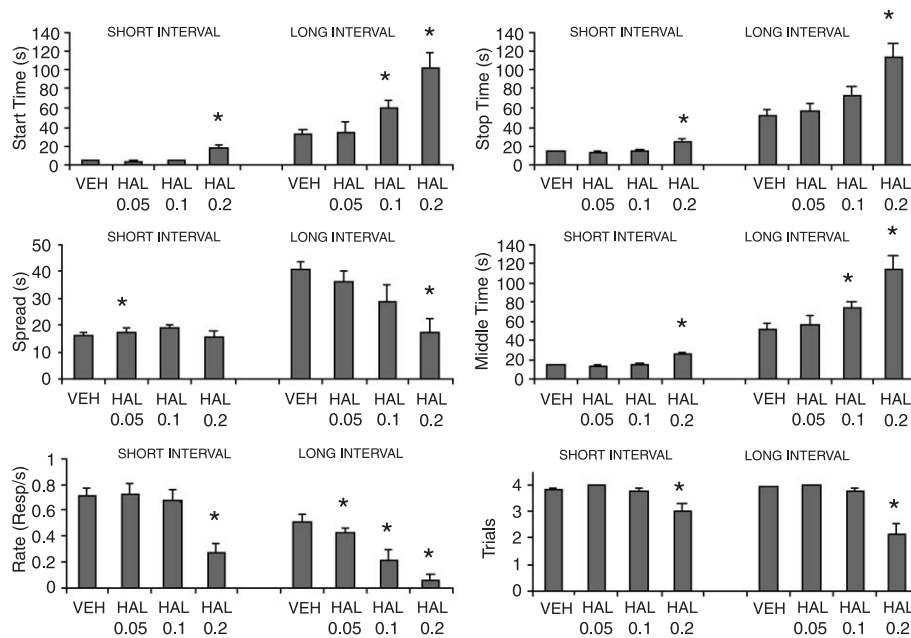 SHORT INTERVAL LONG INTERVAL
Start Time (s)
140
120
100
80
60
40
20
0
* * *
VEH HAL HAL HAL VEH HAL HAL HAL
0.05 0.1 0.2 0.05 0.1 0.2
SHORT INTERVAL LONG INTERVAL
Stop Time (s)
140
120
100
80
60
40
20
0
* *
VEH HAL HAL HAL VEH HAL HAL HAL
0.05 0.1 0.2 0.05 0.1 0.2
SHORT INTERVAL LONG INTERVAL
Spread (s)
50
40
30
20
10
0
* *
VEH HAL HAL HAL VEH HAL HAL HAL
0.05 0.1 0.2 0.05 0.1 0.2
SHORT INTERVAL LONG INTERVAL
Middle Time (s)
140
120
100
80
60
40
20
0
* * *
VEH HAL HAL HAL VEH HAL HAL HAL
0.05 0.1 0.2 0.05 0.1 0.2
SHORT INTERVAL LONG INTERVAL
Rate (Resp/s)
1
0.8
0.6
0.4
0.2
0
* * * *
VEH HAL HAL HAL VEH HAL HAL HAL
0.05 0.1 0.2 0.05 0.1 0.2
SHORT INTERVAL LONG INTERVAL
Trials
4
3
2
1
0
* *
VEH HAL HAL HAL VEH HAL HAL HAL
0.05 0.1 0.2 0.05 0.1 0.2